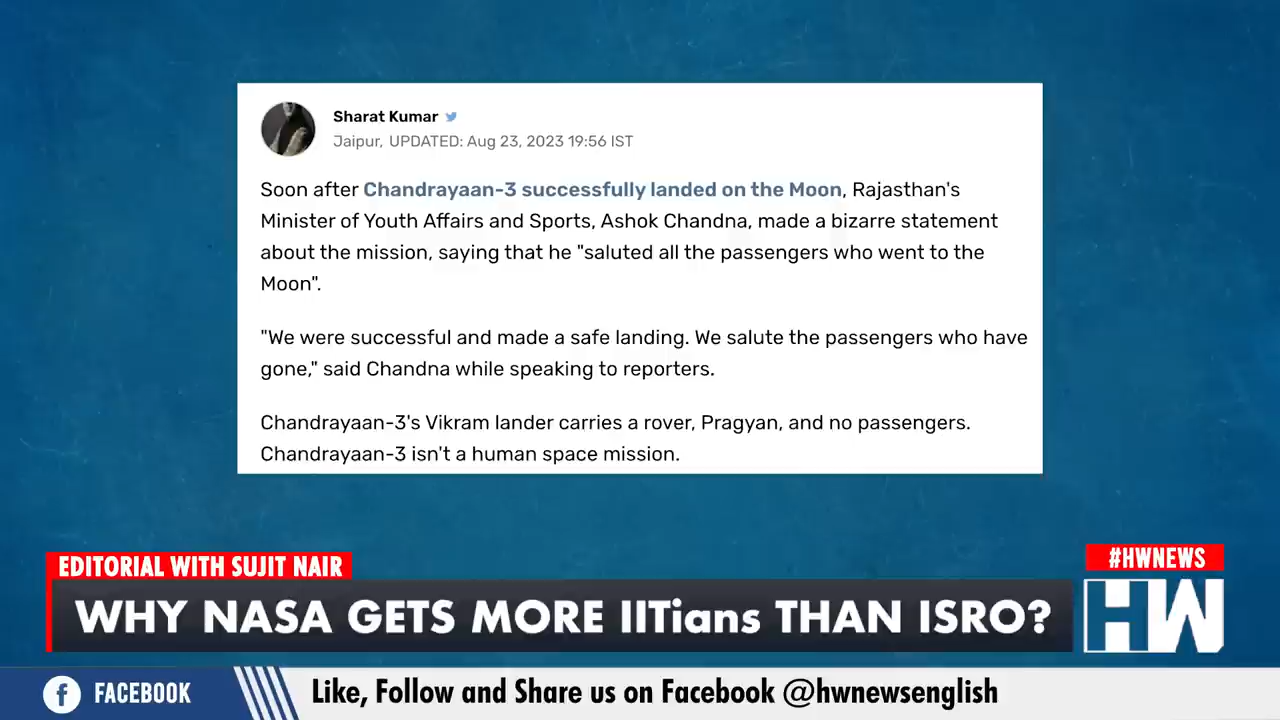 Sharat Kumar
Jaipur, UPDATED: Aug 23, 2023 19:56 IST
Soon after Chandrayaan-3 successfully landed on the Moon, Rajasthan's
Minister of Youth Affairs and Sports, Ashok Chandna, made a bizarre statement
about the mission, saying that he "saluted all the passengers who went to the
Moon".
"We were successful and made a safe landing. We salute the passengers who have
gone," said Chandna while speaking to reporters.
Chandrayaan-3's Vikram lander carries a rover, Pragyan, and no passengers.
Chandrayaan-3 isn't a human space mission.
EDITORIAL WITH SUJIT NAIR
#HWNEWS
WHY NASA GETS MORE IITians THAN ISRO?
HW
f FACEBOOK
Like, Follow and Share us on Facebook @hwnewsenglish